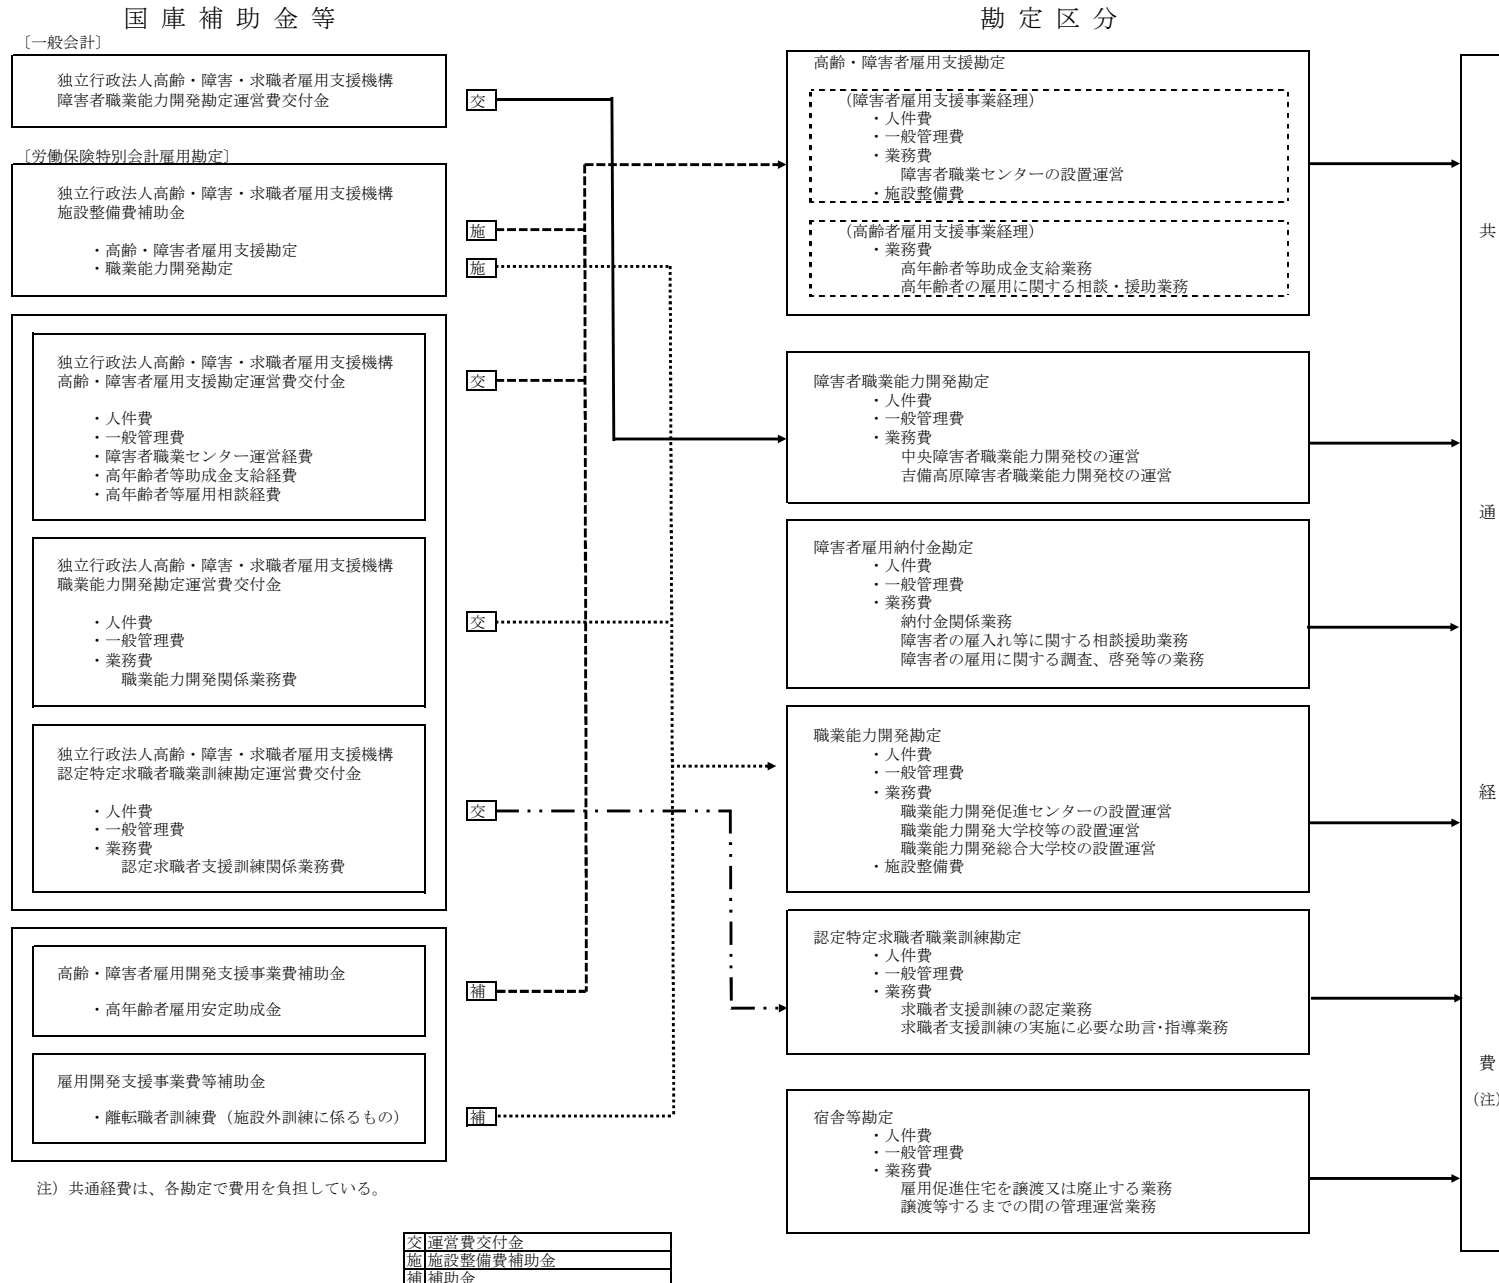 国庫補助金等
〔一般会計〕
独立行政法人高齢・障害・求職者雇用支援機構
障害者職業能力開発勘定運営費交付金
交
〔労働保険特別会計雇用勘定〕
独立行政法人高齢・障害・求職者雇用支援機構
施設整備費補助金
・高齢・障害者雇用支援勘定
・職業能力開発勘定
施
施
独立行政法人高齢・障害・求職者雇用支援機構
高齢・障害者雇用支援勘定運営費交付金
・人件費
・一般管理費
・障害者職業センター運営経費
・高年齢者等助成金支給経費
・高年齢者等雇用相談経費
交
独立行政法人高齢・障害・求職者雇用支援機構
職業能力開発勘定運営費交付金
・人件費
・一般管理費
・業務費
職業能力開発関係業務費
交
独立行政法人高齢・障害・求職者雇用支援機構
認定特定求職者職業訓練勘定運営費交付金
・人件費
・一般管理費
・業務費
認定求職者支援訓練関係業務費
交
高齢・障害者雇用開発支援事業費補助金
・高年齢者雇用安定助成金
補
雇用開発支援事業費等補助金
・離転職者訓練費（施設外訓練に係るもの）
補
注）共通経費は、各勘定で費用を負担している。
交 運営費交付金
施 施設整備費補助金
補 補助金
勘定区分
高齢・障害者雇用支援勘定
（障害者雇用支援事業経理）
・人件費
・一般管理費
・業務費
障害者職業センターの設置運営
・施設整備費
（高齢者雇用支援事業経理）
・業務費
高年齢者等助成金支給業務
高年齢者の雇用に関する相談・援助業務
障害者職業能力開発勘定
・人件費
・一般管理費
・業務費
中央障害者職業能力開発校の運営
吉備高原障害者職業能力開発校の運営
障害者雇用納付金勘定
・人件費
・一般管理費
・業務費
納付金関係業務
障害者の雇入れ等に関する相談援助業務
障害者の雇用に関する調査、啓発等の業務
職業能力開発勘定
・人件費
・一般管理費
・業務費
職業能力開発促進センターの設置運営
職業能力開発大学校等の設置運営
職業能力開発総合大学校の設置運営
・施設整備費
認定特定求職者職業訓練勘定
・人件費
・一般管理費
・業務費
求職者支援訓練の認定業務
求職者支援訓練の実施に必要な助言・指導業務
宿舎等勘定
・人件費
・一般管理費
・業務費
雇用促進住宅を譲渡又は廃止する業務
譲渡等するまでの間の管理運営業務
共
通
経
費
（注）